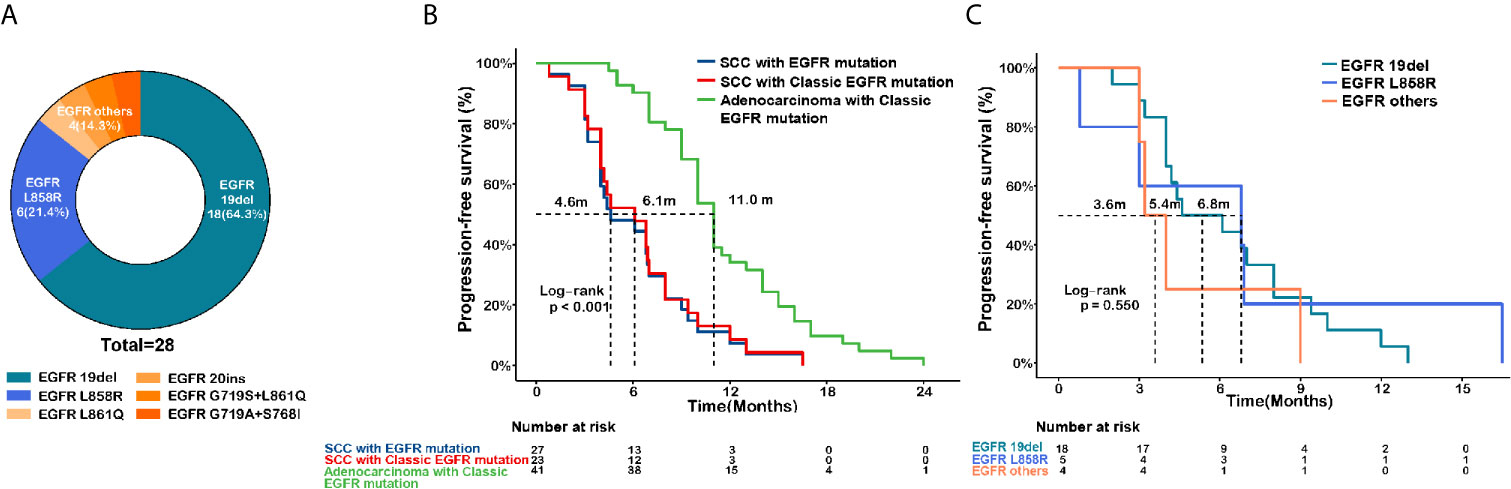 A
EGFR others
4(14.3%)
EGFR
L858R
6(21.4%)
EGFR
19del
18(64.3%)
Total=28
EGFR 19del
EGFR 20ins
EGFR L858R
EGFR G719S+L861Q
EGFR L861Q
EGFR G719A+S768I
B
Progression-free survival (%)
100%
80%
60%
40%
20%
0%
SCC with EGFR mutation
SCC with Classic EGFR mutation
Adenocarcinoma with Classic
EGFR mutation
4.6m
6.1m
11.0 m
Log-rank
p < 0.001
0 6 12 18 24
Time(Months)
Number at risk
SCC with EGFR mutation 27 13 3 0 0
SCC with Classic EGFR mutation 23 12 3 0 0
Adenocarcinoma with Classic 41 38 15 4 1
EGFR mutation
C
Progression-free survival (%)
100%
80%
60%
40%
20%
0%
EGFR 19del
EGFR L858R
EGFR others
3.6m
5.4m
6.8m
Log-rank
p = 0.550
0 3 6 9 12 15
Time(Months)
Number at risk
EGFR 19del 18 17 9 4 2 0
EGFR L858R 5 4 3 1 1 1
EGFR others 4 4 1 1 0 0